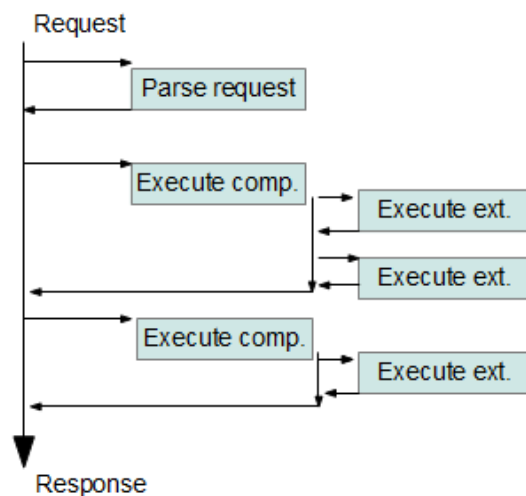 Request
Parse request
Execute comp.
Execute ext.
Execute ext.
Execute comp.
Execute ext.
Response